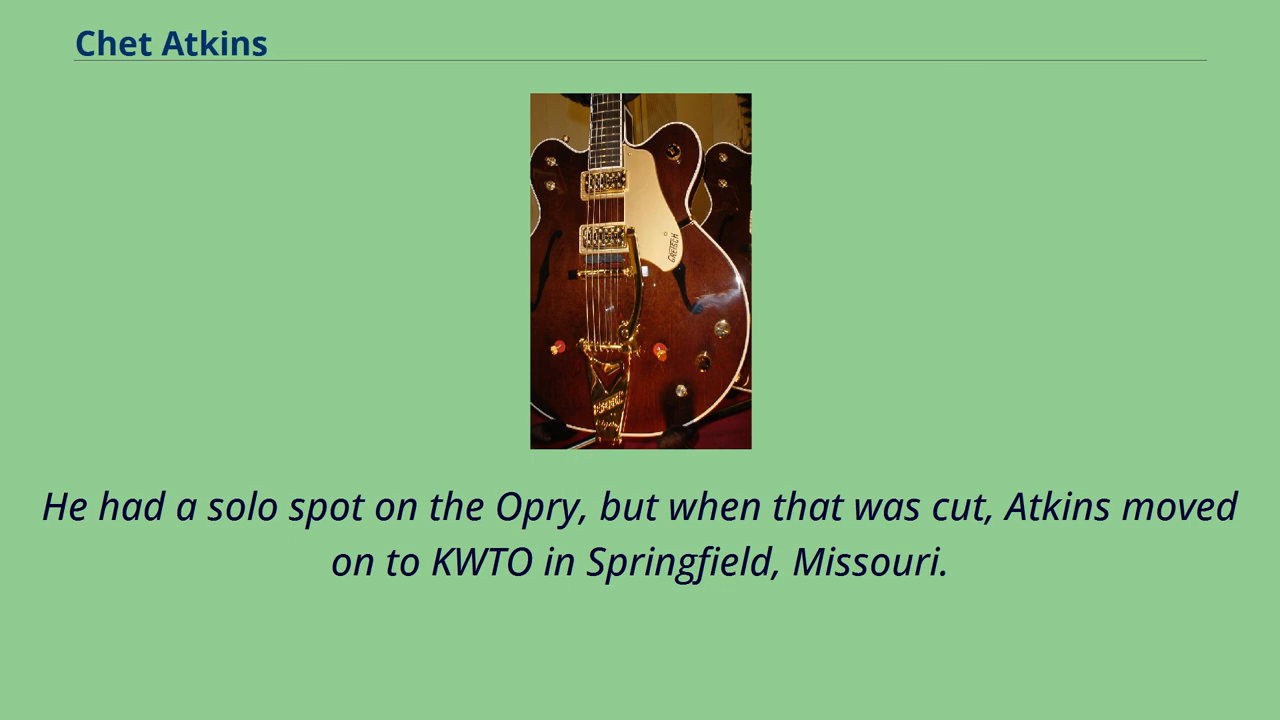 Chet Atkins
GRETSCH
He had a solo spot on the Opry, but when that was cut, Atkins moved
on to KWTO in Springfield, Missouri.